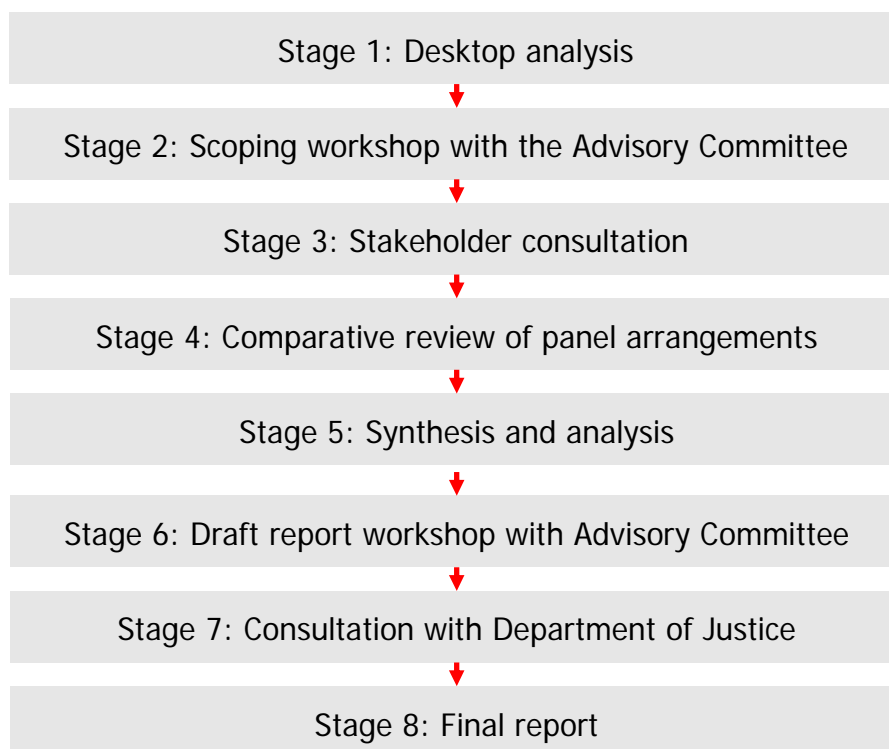 Stage 1: Desktop analysis
Stage 2: Scoping workshop with the Advisory Committee
Stage 3: Stakeholder consultation
Stage 4: Comparative review of panel arrangements
Stage 5: Synthesis and analysis
Stage 6: Draft report workshop with Advisory Committee
Stage 7: Consultation with Department of Justice
Stage 8: Final report